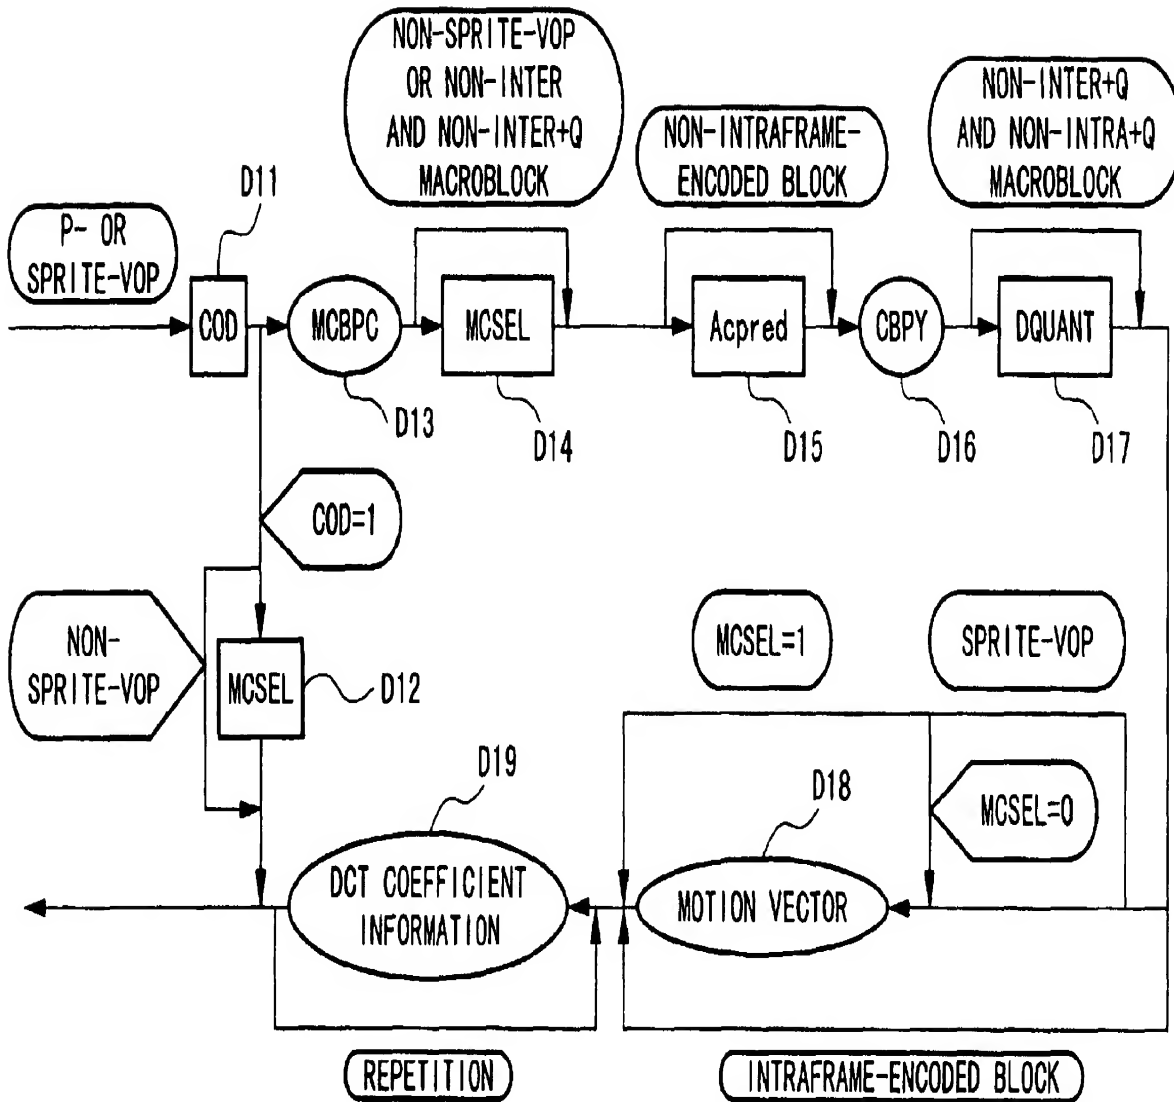 NON-SPRITE-VOP
OR NON-INTER
AND NON-INTER+Q
MACROBLOCK
NON-INTRAFRAME-
ENCODED BLOCK
NON-INTER+Q
AND NON-INTRA+Q
MACROBLOCK
D11
P- OR
SPRITE-VOP
COD
MCBPC
MCSEL
Acpred
CBPY
DQUANT
D13
D14
D15
D16
D17
COD=1
NON-
SPRITE-VOP
MCSEL
D12
MCSEL=1
SPRITE-VOP
D19
D18
MCSEL=0
DCT COEFFICIENT
INFORMATION
MOTION VECTOR
REPETITION
INTRAFRAME-ENCODED BLOCK